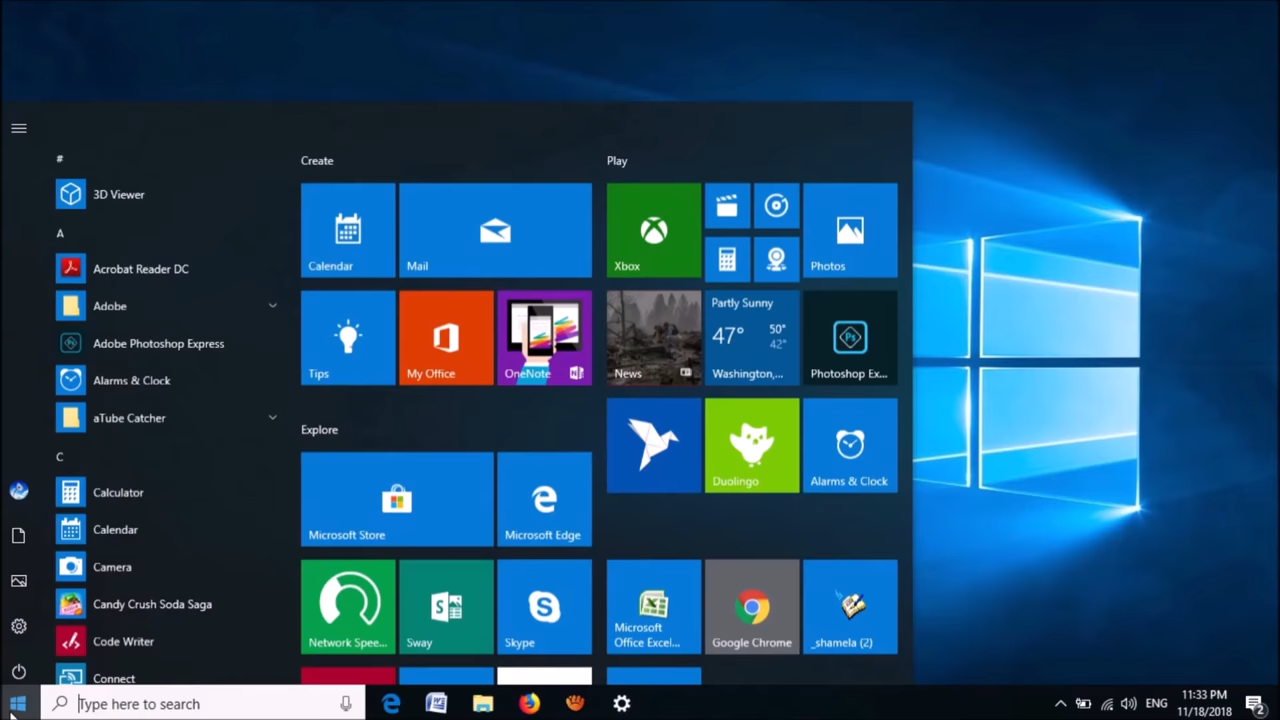 #
3D Viewer
A
Acrobat Reader DC
Adobe
Adobe Photoshop Express
Alarms & Clock
aTube Catcher
C
Calculator
Calendar
Camera
Candy Crush Soda Saga
Code Writer
Connect
Create
Calendar
Mail
Tips
My Office
OneNote
Explore
Microsoft Store
Microsoft Edge
Network Spee...
Sway
Skype
Play
Xbox
Photos
News
Partly Sunny
47° 50°
42°
Washington,...
Ps
Photoshop Ex...
Duolingo
Alarms & Clock
Microsoft
Office Excel...
Google Chrome
_shamela (2)
Type here to search
ENG
11:33 PM
11/18/2018
2